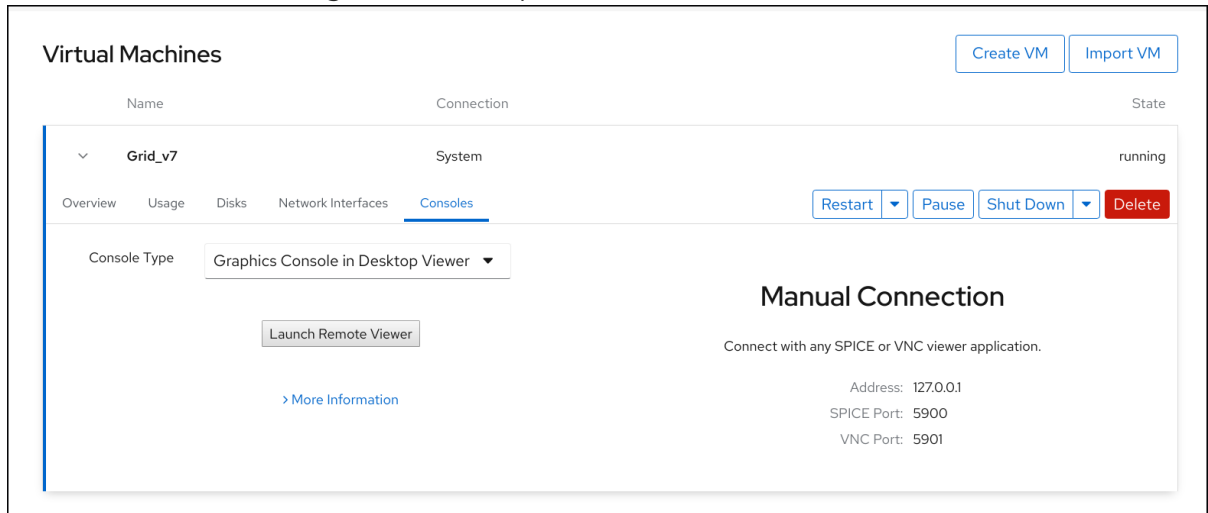 Virtual Machines
Create VM
Import VM
Name
Connection
State
Grid_v7
System
running
Overview
Usage
Disks
Network Interfaces
Consoles
Restart
Pause
Shut Down
Delete
Console Type
Graphics Console in Desktop Viewer
Launch Remote Viewer
> More Information
Manual Connection
Connect with any SPICE or VNC viewer application.
Address: 127.0.0.1
SPICE Port: 5900
VNC Port: 5901